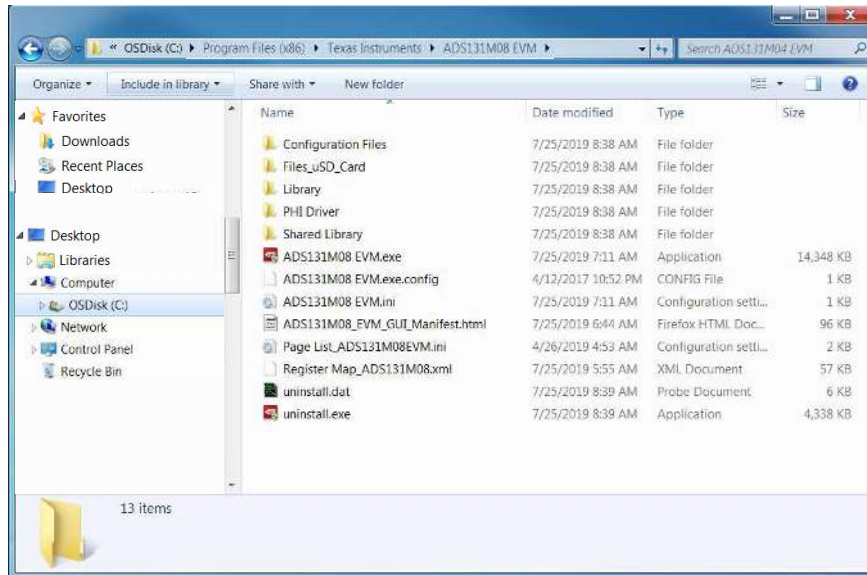 « OSDisk (C:) ▸ Program Files (x86) ▸ Texas Instruments ▸ ADS131M08 EVM ▸ Search ADS131M04 EVM
Organize Include in library Share with New folder
Favorites
Downloads
Recent Places
Desktop
Desktop
Libraries
Computer
OSDisk (C:)
Network
Control Panel
Recycle Bin
Name Date modified Type Size
Configuration Files 7/25/2019 8:38 AM File folder
Files_uSD_Card 7/25/2019 8:38 AM File folder
Library 7/25/2019 8:38 AM File folder
PHI Driver 7/25/2019 8:38 AM File folder
Shared Library 7/25/2019 8:38 AM File folder
ADS131M08 EVM.exe 7/25/2019 7:11 AM Application 14,348 KB
ADS131M08 EVM.exe.config 4/12/2017 10:52 PM CONFIG File 1 KB
ADS131M08 EVM.ini 7/25/2019 7:11 AM Configuration setti... 1 KB
ADS131M08_EVM_GUI_Manifest.html 7/25/2019 6:44 AM Firefox HTML Doc... 96 KB
Page List_ADS131M08EVM.ini 4/26/2019 4:53 AM Configuration setti... 2 KB
Register Map_ADS131M08.xml 7/25/2019 5:55 AM XML Document 57 KB
uninstall.dat 7/25/2019 8:39 AM Probe Document 6 KB
uninstall.exe 7/25/2019 8:39 AM Application 4,338 KB
13 items